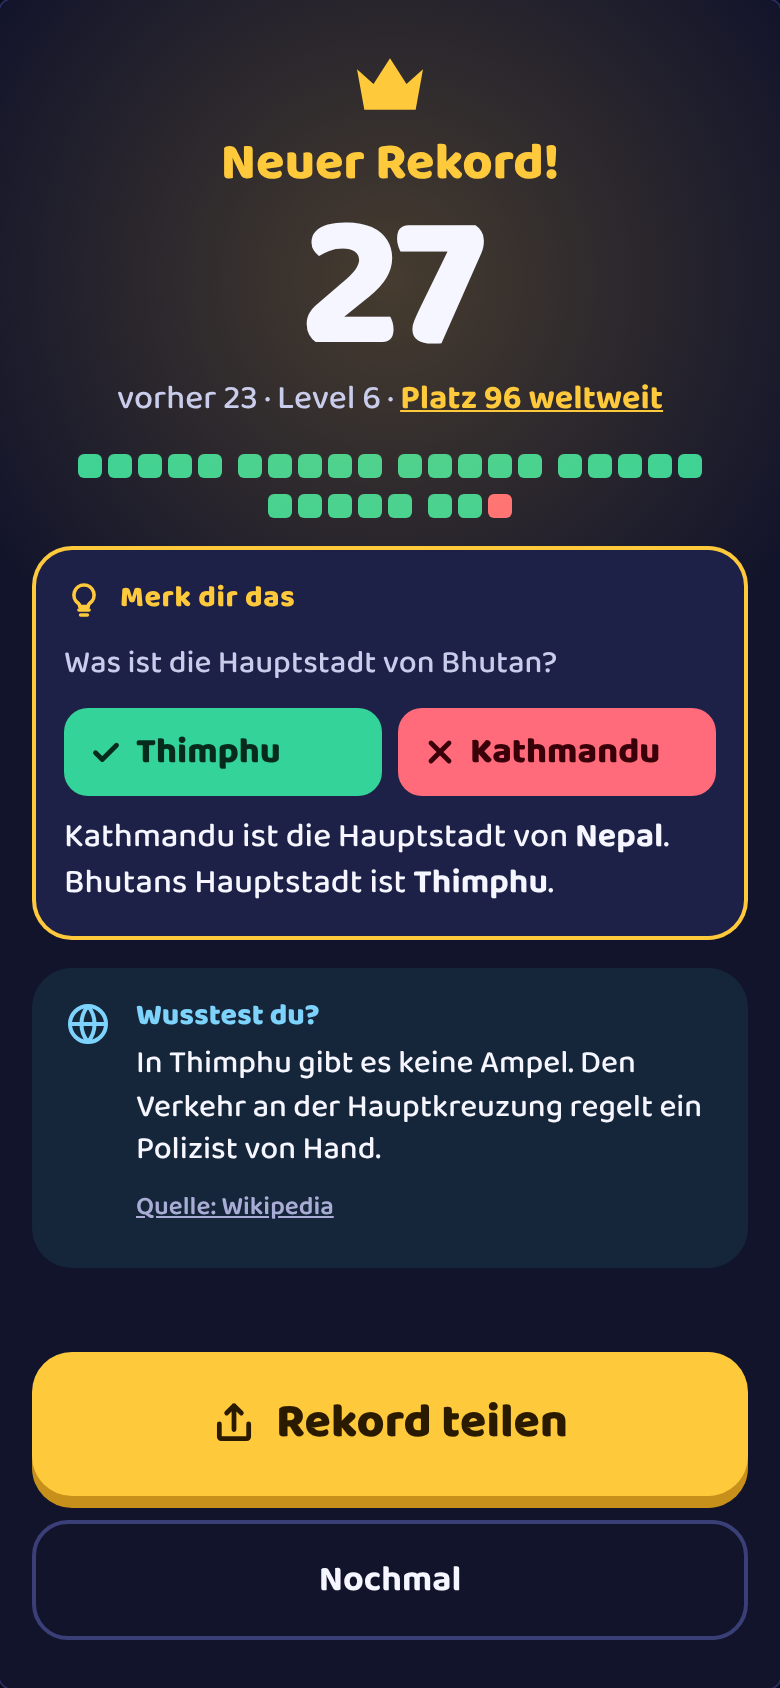 Neuer Rekord!
27
vorher 23 · Level 6 · Platz 96 weltweit
Merk dir das
Was ist die Hauptstadt von Bhutan?
Thimphu
Kathmandu
Kathmandu ist die Hauptstadt von Nepal.
Bhutans Hauptstadt ist Thimphu.
Wusstest du?
In Thimphu gibt es keine Ampel. Den
Verkehr an der Hauptkreuzung regelt ein
Polizist von Hand.
Quelle: Wikipedia
Rekord teilen
Nochmal